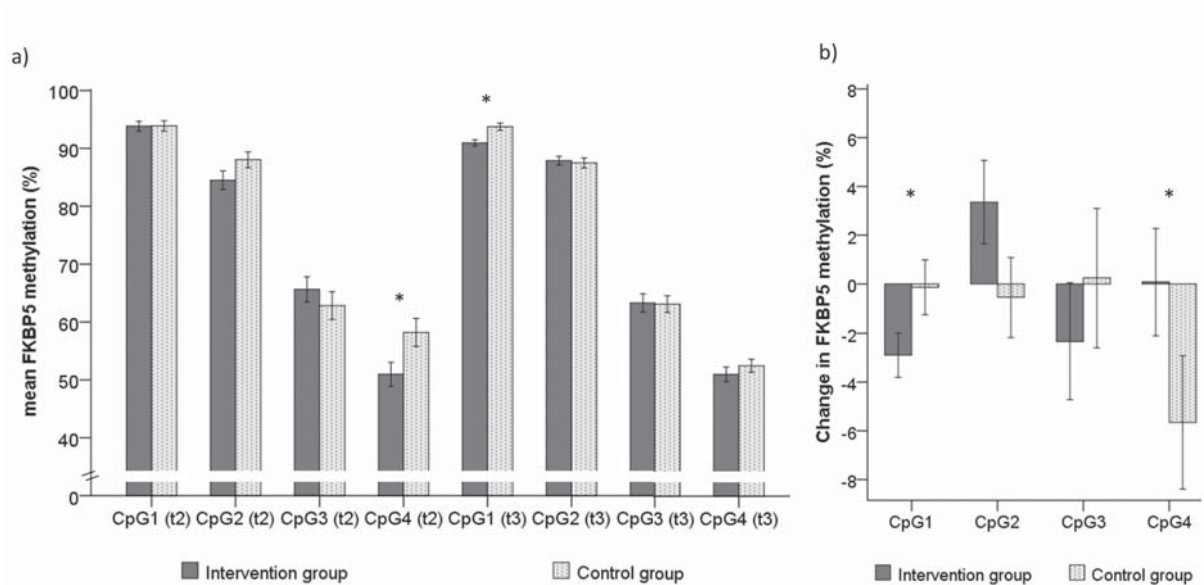 a)
mean FKBP5 methylation (%)
100
90
80
70
60
50
40
0
*
*
CpG1 (t2) CpG2 (t2) CpG3 (t2) CpG4 (t2) CpG1 (t3) CpG2 (t3) CpG3 (t3) CpG4 (t3)
Intervention group Control group
b)
Change in FKBP5 methylation (%)
8
6
4
2
0
-2
-4
-6
-8
* *
CpG1 CpG2 CpG3 CpG4
Intervention group Control group